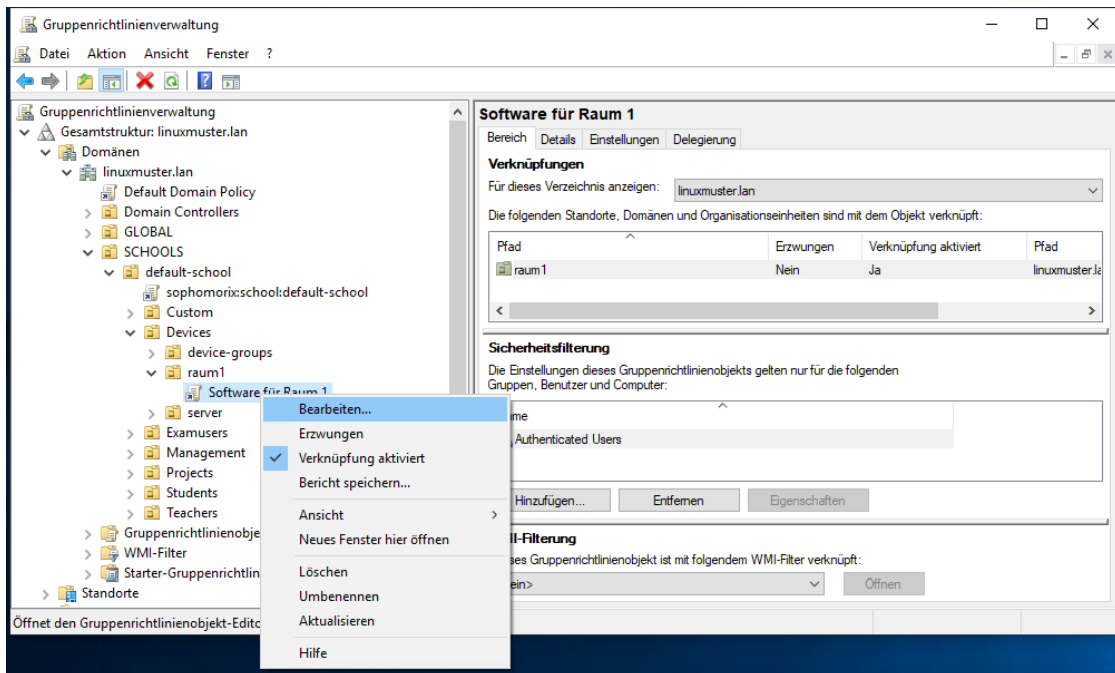 Gruppenrichtlinienverwaltung
Datei Aktion Ansicht Fenster ?
Gruppenrichtlinienverwaltung
Gesamtstruktur: linuxmuster.lan
Domänen
linuxmuster.lan
Default Domain Policy
Domain Controllers
GLOBAL
SCHOOLS
default-school
sophomorix:school:default-school
Custom
Devices
device-groups
raum1
Software für Raum 1
server
Examusers
Management
Projects
Students
Teachers
Gruppenrichtlinienobje
WMI-Filter
Starter-Gruppenrichtlin
Standorte
Öffnet den Gruppenrichtlinienobjekt-Edito
Bearbeiten...
Erzwungen
Verknüpfung aktiviert
Bericht speichern...
Ansicht
Neues Fenster hier öffnen
Löschen
Umbenennen
Aktualisieren
Hilfe
Software für Raum 1
Bereich Details Einstellungen Delegierung
Verknüpfungen
Für dieses Verzeichnis anzeigen: linuxmuster.lan
Die folgenden Standorte, Domänen und Organisationseinheiten sind mit dem Objekt verknüpft:
Pfad Erzwungen Verknüpfung aktiviert Pfad
raum1 Nein Ja linuxmuster.la
Sicherheitsfilterung
Die Einstellungen dieses Gruppenrichtlinienobjekts gelten nur für die folgenden
Gruppen, Benutzer und Computer:
me
Authenticated Users
Hinzufügen... Entfernen Eigenschaften
I-Filterung
ses Gruppenrichtlinienobjekt ist mit folgendem WMI-Filter verknüpft:
ein> Öffnen